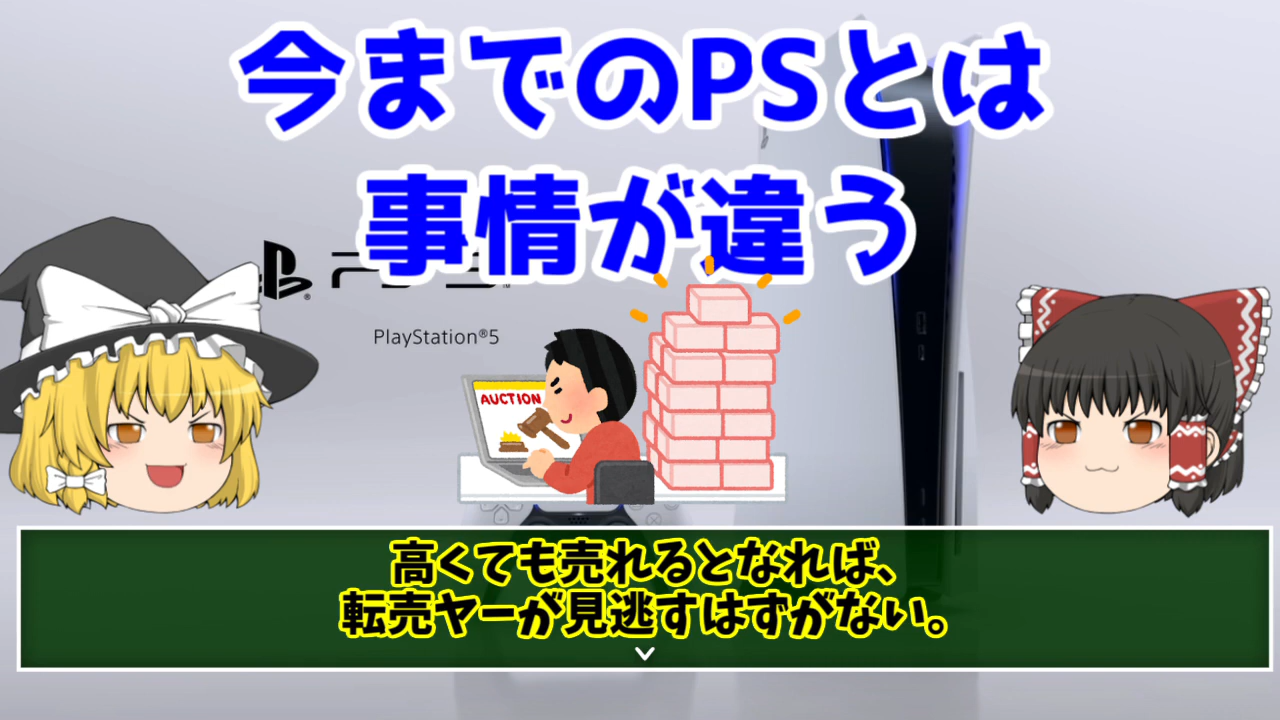 今までのPSとは
事情が違う
PlayStation®5
AUCTION
高くても売れるとなれば、
転売ヤーが見逃すはずがない。